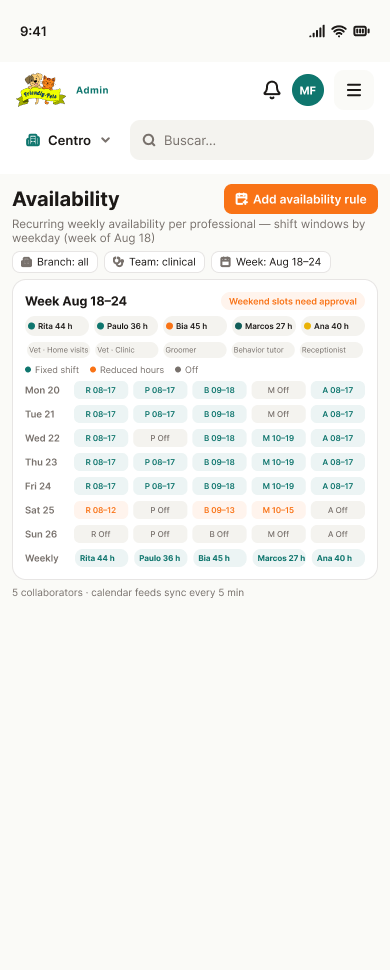 9:41
Friendly-Pets
Admin
MF
Centro
Buscar...
Availability
Add availability rule
Recurring weekly availability per professional — shift windows by
weekday (week of Aug 18)
Branch: all
Team: clinical
Week: Aug 18–24
Week Aug 18–24
Weekend slots need approval
Rita 44 h
Paulo 36 h
Bia 45 h
Marcos 27 h
Ana 40 h
Vet · Home visits
Vet · Clinic
Groomer
Behavior tutor
Receptionist
Fixed shift
Reduced hours
Off
Mon 20 R 08–17 P 08–17 B 09–18 M Off A 08–17
Tue 21 R 08–17 P 08–17 B 09–18 M Off A 08–17
Wed 22 R 08–17 P Off B 09–18 M 10–19 A 08–17
Thu 23 R 08–17 P 08–17 B 09–18 M 10–19 A 08–17
Fri 24 R 08–17 P 08–17 B 09–18 M 10–19 A 08–17
Sat 25 R 08–12 P Off B 09–13 M 10–15 A Off
Sun 26 R Off P Off B Off M Off A Off
Weekly Rita 44 h Paulo 36 h Bia 45 h Marcos 27 h Ana 40 h
5 collaborators · calendar feeds sync every 5 min